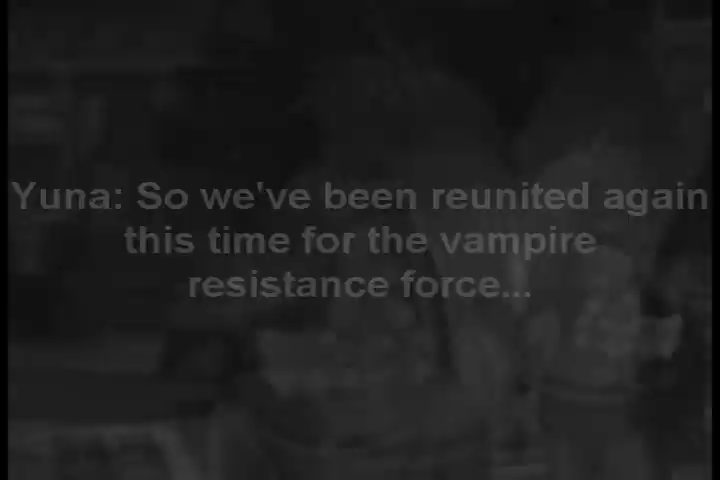 Yuna: So we've been reunited again
this time for the vampire
resistance force...